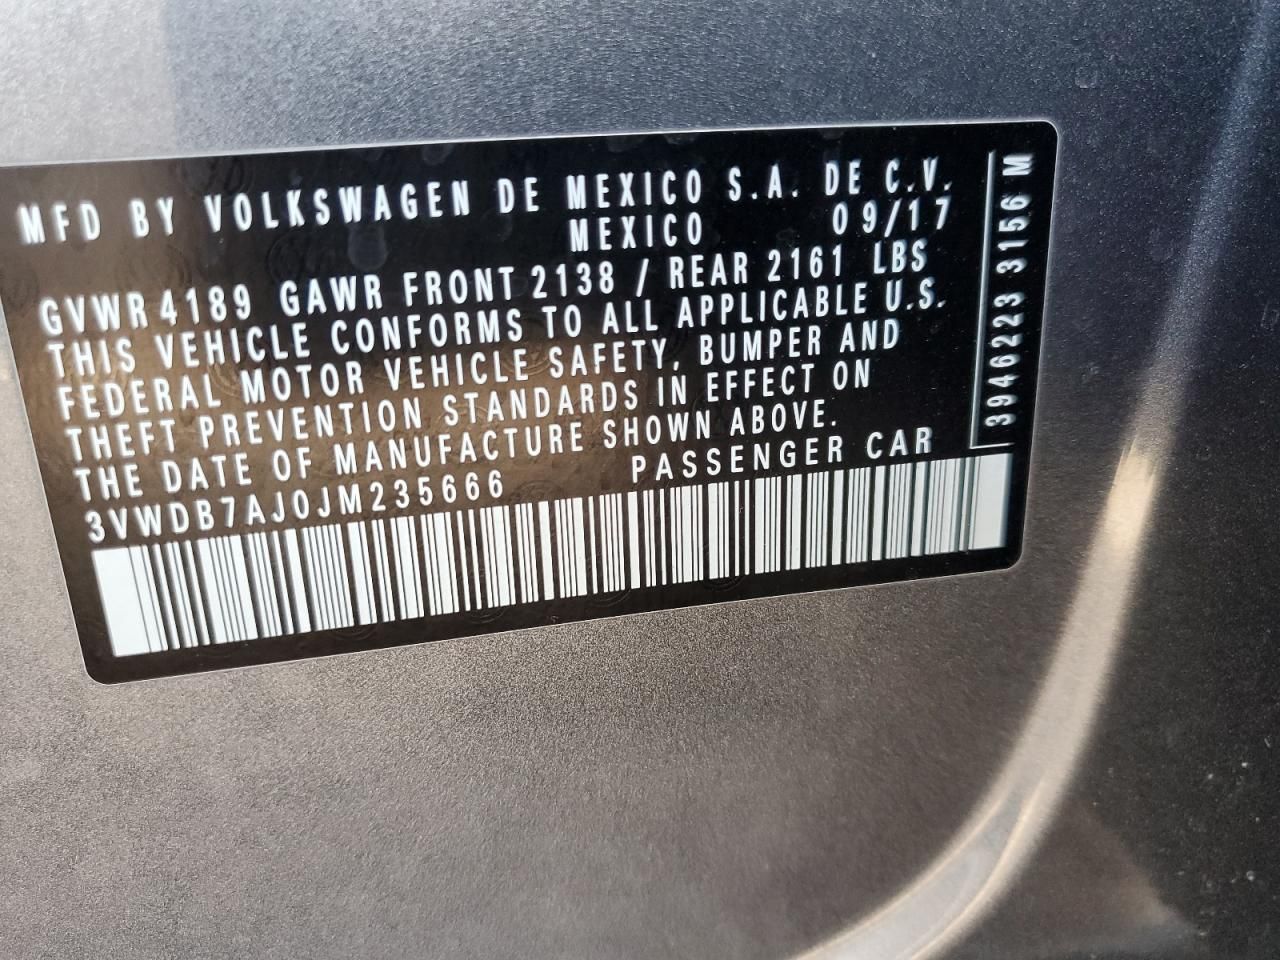 MFD BY VOLKSWAGEN DE MEXICO S.A. DE C.V.
MEXICO 09/17
GVWR 4189 GAWR FRONT 2138 / REAR 2161 LBS
THIS VEHICLE CONFORMS TO ALL APPLICABLE U.S.
FEDERAL MOTOR VEHICLE SAFETY, BUMPER AND
THEFT PREVENTION STANDARDS IN EFFECT ON
THE DATE OF MANUFACTURE SHOWN ABOVE.
3VWDB7AJ0JM235666 PASSENGER CAR
3946223 3156 M